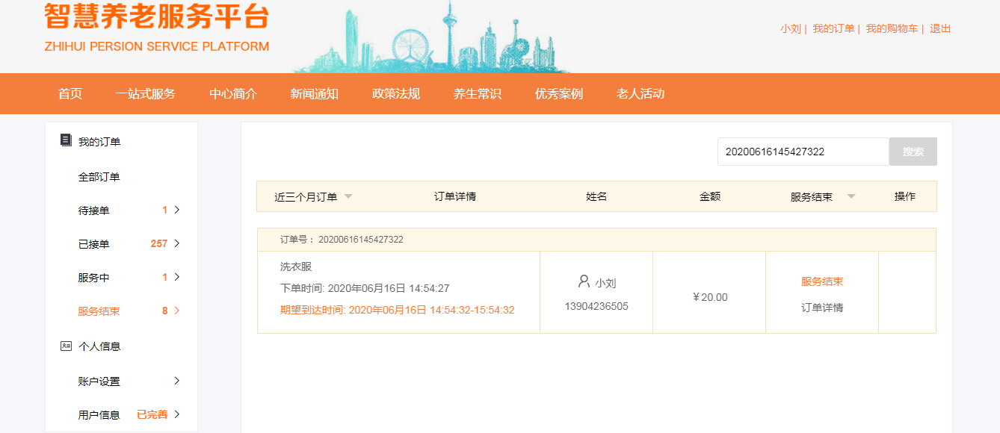 智慧养老服务平台
ZHIHUI PERSION SERVICE PLATFORM
小刘 | 我的订单 | 我的购物车 | 退出
首页 一站式服务 中心简介 新闻通知 政策法规 养生常识 优秀案例 老人活动
我的订单
全部订单
待接单 1
已接单 257
服务中 1
服务结束 8
个人信息
账户设置
用户信息 已完善
20200616145427322 搜索
近三个月订单 订单详情 姓名 金额 服务结束 操作
订单号： 20200616145427322
洗衣服
下单时间: 2020年06月16日 14:54:27
期望到达时间: 2020年06月16日 14:54:32-15:54:32
小刘
13904236505
￥20.00
服务结束
订单详情